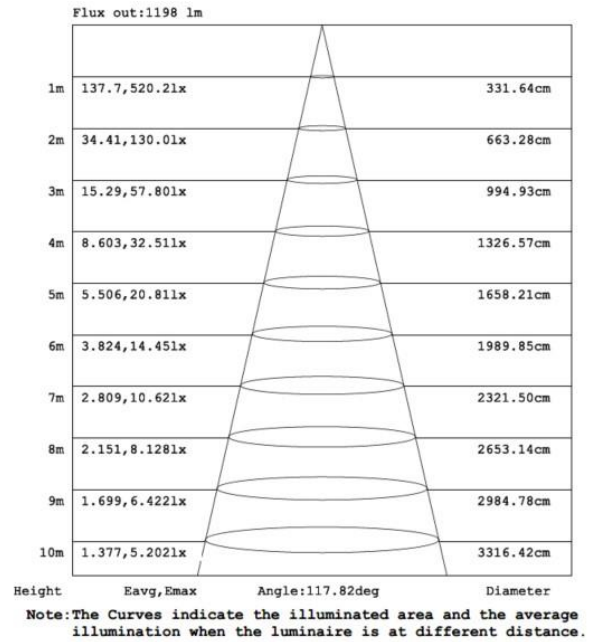 Flux out:1198 lm
1m 137.7,520.2lx 331.64cm
2m 34.41,130.0lx 663.28cm
3m 15.29,57.80lx 994.93cm
4m 8.603,32.51lx 1326.57cm
5m 5.506,20.81lx 1658.21cm
6m 3.824,14.45lx 1989.85cm
7m 2.809,10.62lx 2321.50cm
8m 2.151,8.128lx 2653.14cm
9m 1.699,6.422lx 2984.78cm
10m 1.377,5.202lx 3316.42cm
Height Eavg,Emax Angle:117.82deg Diameter
Note:The Curves indicate the illuminated area and the average
illumination when the luminaire is at different distance.